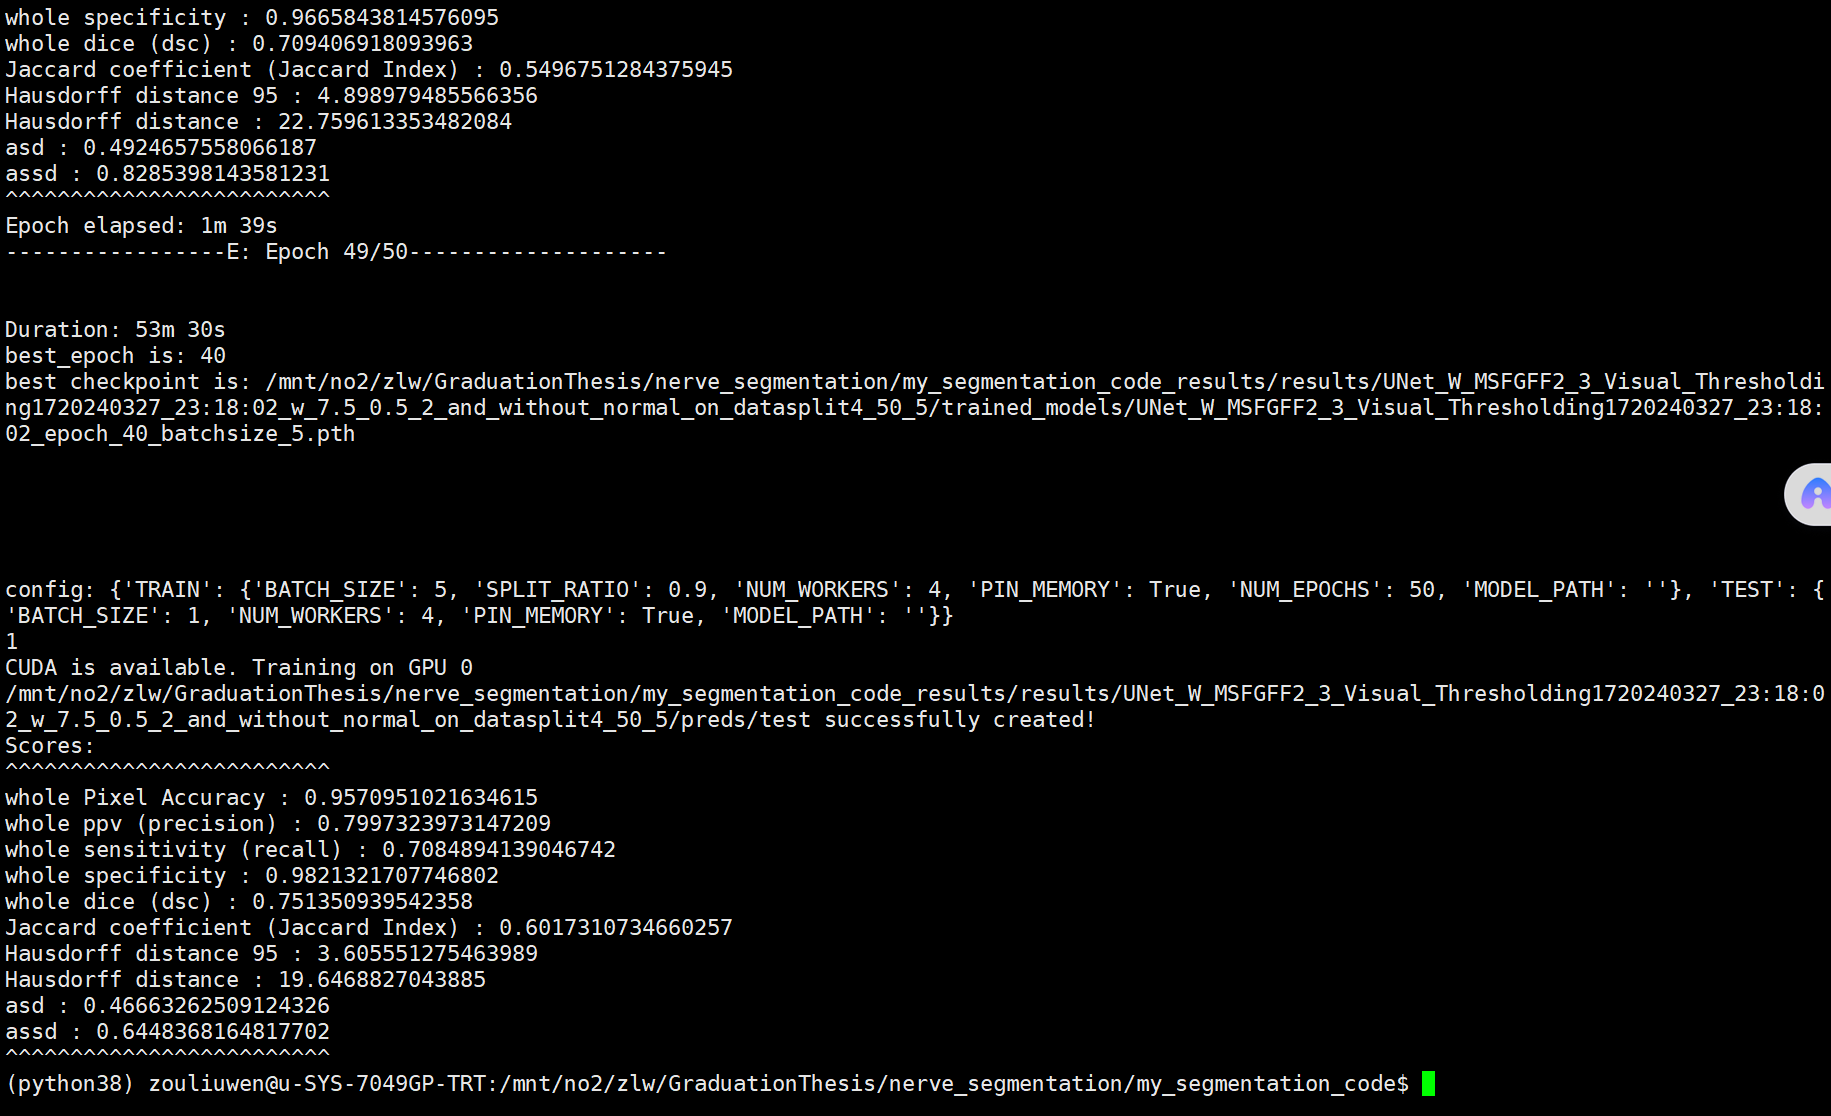 whole specificity : 0.9665843814576095
whole dice (dsc) : 0.709406918093963
Jaccard coefficient (Jaccard Index) : 0.5496751284375945
Hausdorff distance 95 : 4.898979485566356
Hausdorff distance : 22.759613353482084
asd : 0.4924657558066187
assd : 0.8285398143581231
^^^^^^^^^^^^^^^^^^^^^^^^^
Epoch elapsed: 1m 39s
-----------------E: Epoch 49/50--------------------
Duration: 53m 30s
best_epoch is: 40
best checkpoint is: /mnt/no2/zlw/GraduationThesis/nerve_segmentation/my_segmentation_code_results/results/UNet_W_MSFGFF2_3_Visual_Thresholdi
ng1720240327_23:18:02_w_7.5_0.5_2_and_without_normal_on_datasplit4_50_5/trained_models/UNet_W_MSFGFF2_3_Visual_Thresholding1720240327_23:18:
02_epoch_40_batchsize_5.pth
config: {'TRAIN': {'BATCH_SIZE': 5, 'SPLIT_RATIO': 0.9, 'NUM_WORKERS': 4, 'PIN_MEMORY': True, 'NUM_EPOCHS': 50, 'MODEL_PATH': ''}, 'TEST': {
'BATCH_SIZE': 1, 'NUM_WORKERS': 4, 'PIN_MEMORY': True, 'MODEL_PATH': ''}}
1
CUDA is available. Training on GPU 0
/mnt/no2/zlw/GraduationThesis/nerve_segmentation/my_segmentation_code_results/results/UNet_W_MSFGFF2_3_Visual_Thresholding1720240327_23:18:0
2_w_7.5_0.5_2_and_without_normal_on_datasplit4_50_5/preds/test successfully created!
Scores:
^^^^^^^^^^^^^^^^^^^^^^^^^
whole Pixel Accuracy : 0.9570951021634615
whole ppv (precision) : 0.7997323973147209
whole sensitivity (recall) : 0.7084894139046742
whole specificity : 0.9821321707746802
whole dice (dsc) : 0.751350939542358
Jaccard coefficient (Jaccard Index) : 0.6017310734660257
Hausdorff distance 95 : 3.605551275463989
Hausdorff distance : 19.6468827043885
asd : 0.46663262509124326
assd : 0.6448368164817702
^^^^^^^^^^^^^^^^^^^^^^^^^
(python38) zouliuwen@u-SYS-7049GP-TRT:/mnt/no2/zlw/GraduationThesis/nerve_segmentation/my_segmentation_code$